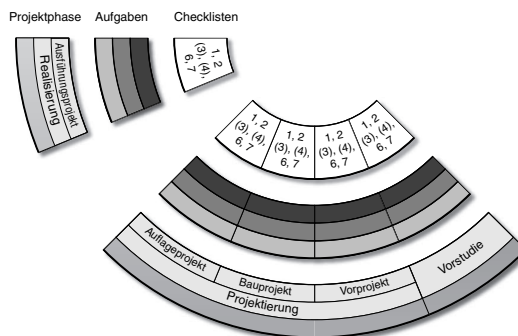 Projektphase
Aufgaben
Checklisten
Ausführungsprojekt
Realisierung
1, 2
(3), (4),
6, 7
1, 2
(3), (4),
6, 7
1, 2
(3), (4),
6, 7
1, 2
(3), (4),
6, 7
1, 2
(3), (4),
6, 7
Auflageprojekt
Bauprojekt
Vorprojekt
Vorstudie
Projektierung